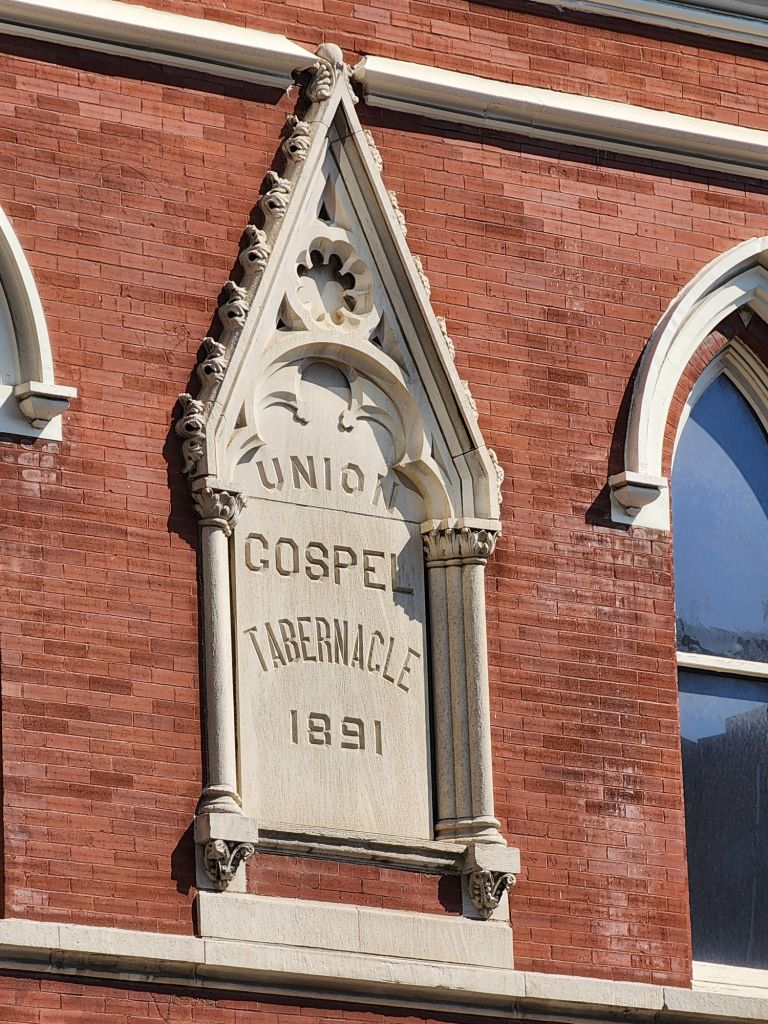 UNION
GOSPEL
TABERNACLE
1891